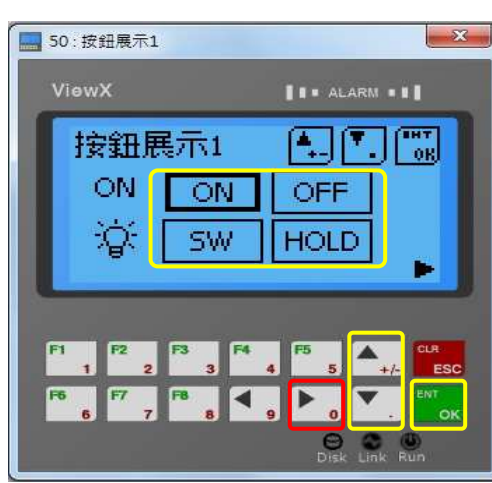 50 : 按鈕展示1
ViewX
ALARM
按鈕展示1 +- . ENT OK
ON ON OFF
SW HOLD
F1 1 F2 2 F3 3 F4 4 F5 5 +/- CLR ESC
F6 6 F7 7 F8 8 9 0 . ENT OK
Disk Link Run